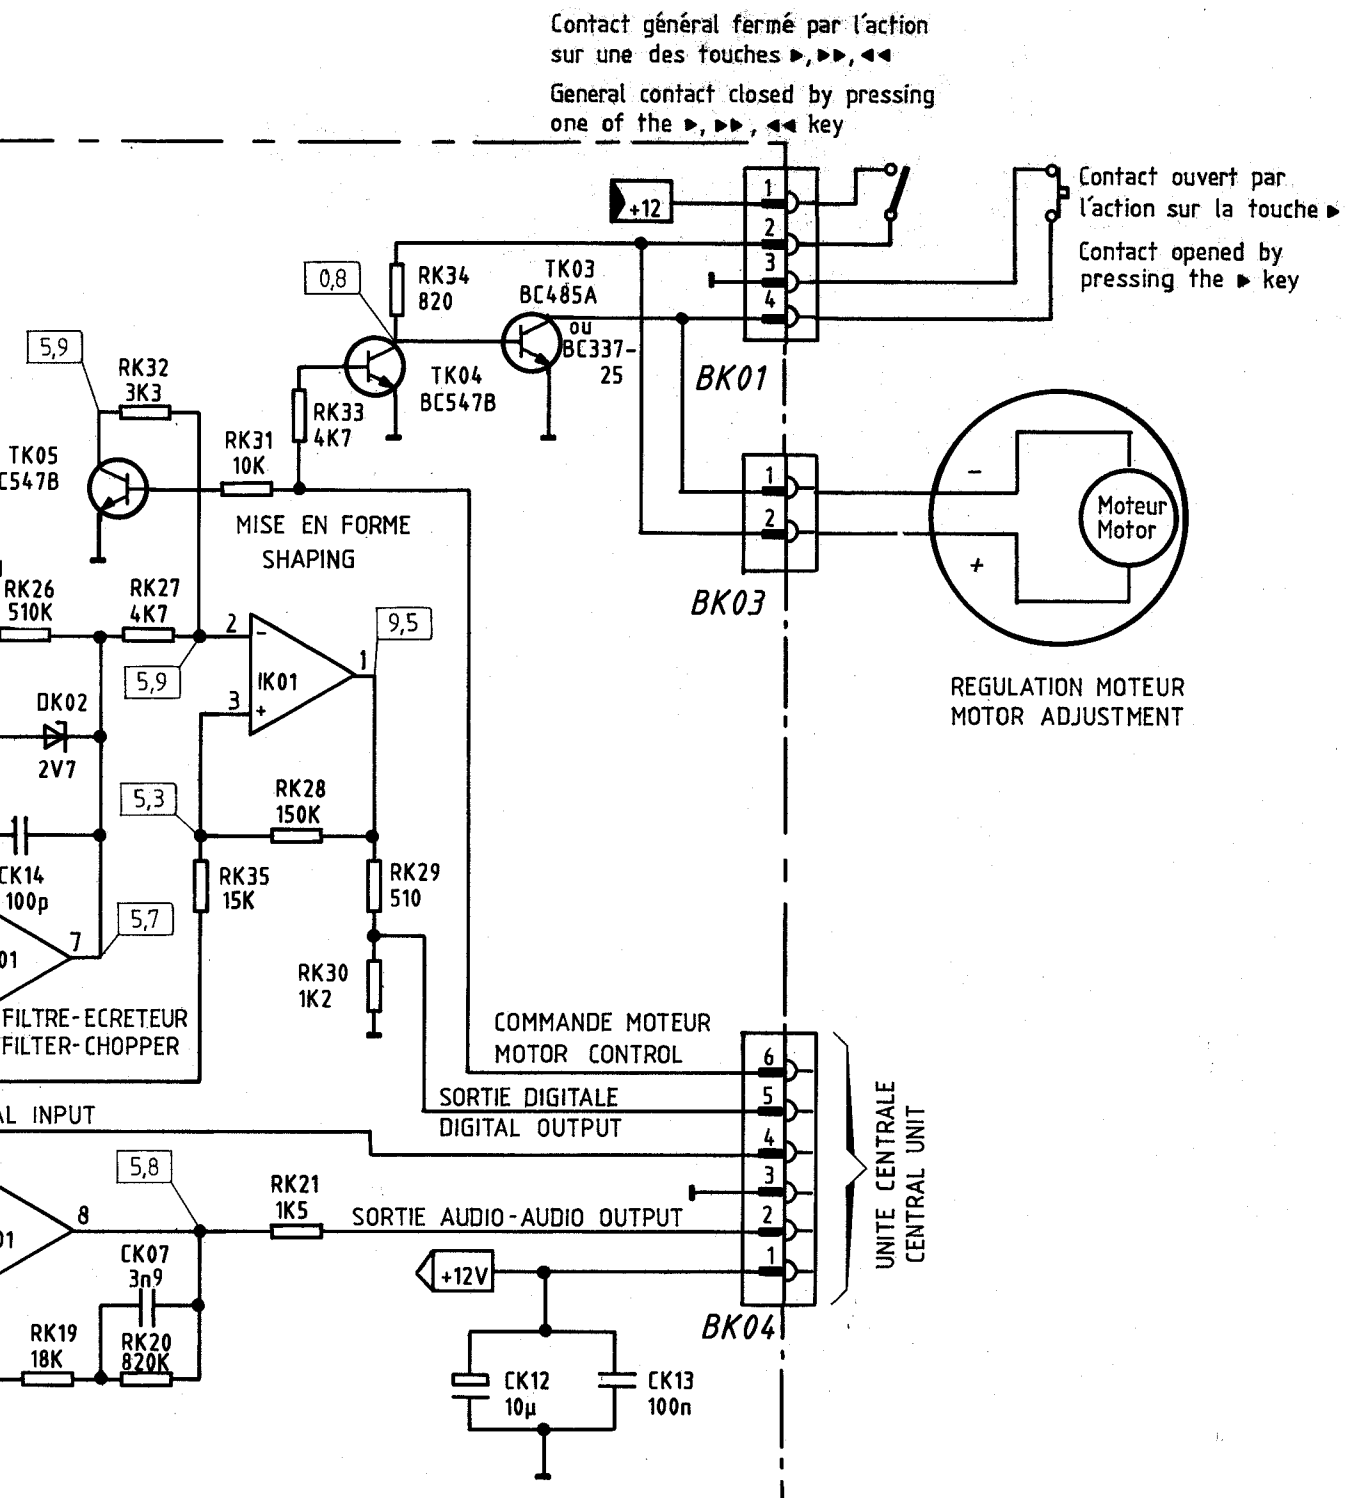 Contact général fermé par l'action
sur une des touches ▶, ▶▶, ◀◀
General contact closed by pressing
one of the ▶, ▶▶, ◀◀ key
+12
1
2
3
4
BK01
Contact ouvert par
l'action sur la touche ▶
Contact opened by
pressing the ▶ key
0,8
RK34
820
TK03
BC485A
ou
BC337-
25
TK04
BC547B
5,9
RK32
3K3
RK33
4K7
RK31
10K
TK05
C547B
MISE EN FORME
SHAPING
1
2
BK03
-
+
Moteur
Motor
REGULATION MOTEUR
MOTOR ADJUSTMENT
RK26
510K
RK27
4K7
2
-
IK01
3
+
1
9,5
5,9
DK02
2V7
5,3
RK28
150K
CK14
100p
RK35
15K
RK29
510
5,7
7
01
RK30
1K2
FILTRE-ECRETEUR
FILTER-CHOPPER
COMMANDE MOTEUR
MOTOR CONTROL
SORTIE DIGITALE
DIGITAL OUTPUT
AL INPUT
6
5
4
3
2
1
BK04
UNITE CENTRALE
CENTRAL UNIT
5,8
8
01
RK21
1K5
SORTIE AUDIO-AUDIO OUTPUT
+12V
CK07
3n9
RK19
18K
RK20
820K
CK12
10µ
CK13
100n